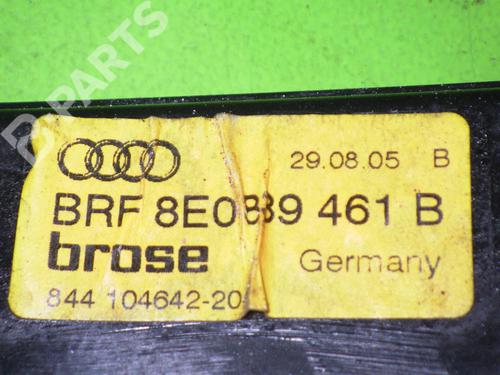 B-PARTS
29.08.05 B
BRF 8E0839 461 B
brose
Germany
844 104642-20